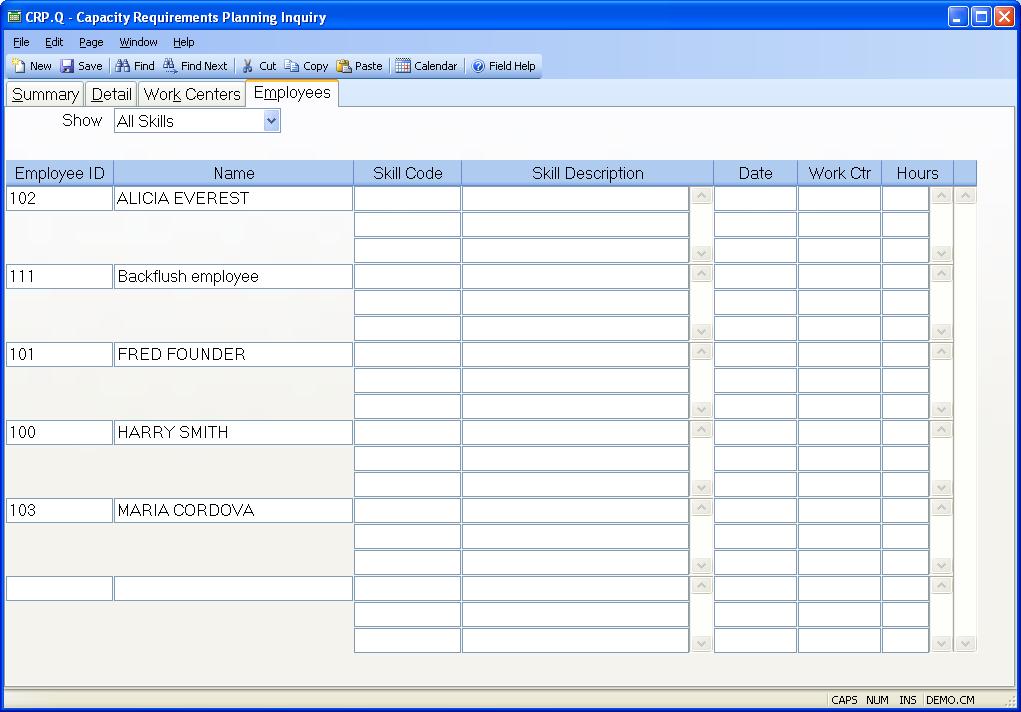 CRP.Q - Capacity Requirements Planning Inquiry
File Edit Page Window Help
New Save Find Find Next Cut Copy Paste Calendar Field Help
Summary Detail Work Centers Employees
Show All Skills
Employee ID Name Skill Code Skill Description Date Work Ctr Hours
102 ALICIA EVEREST
111 Backflush employee
101 FRED FOUNDER
100 HARRY SMITH
103 MARIA CORDOVA
CAPS NUM INS DEMO.CM